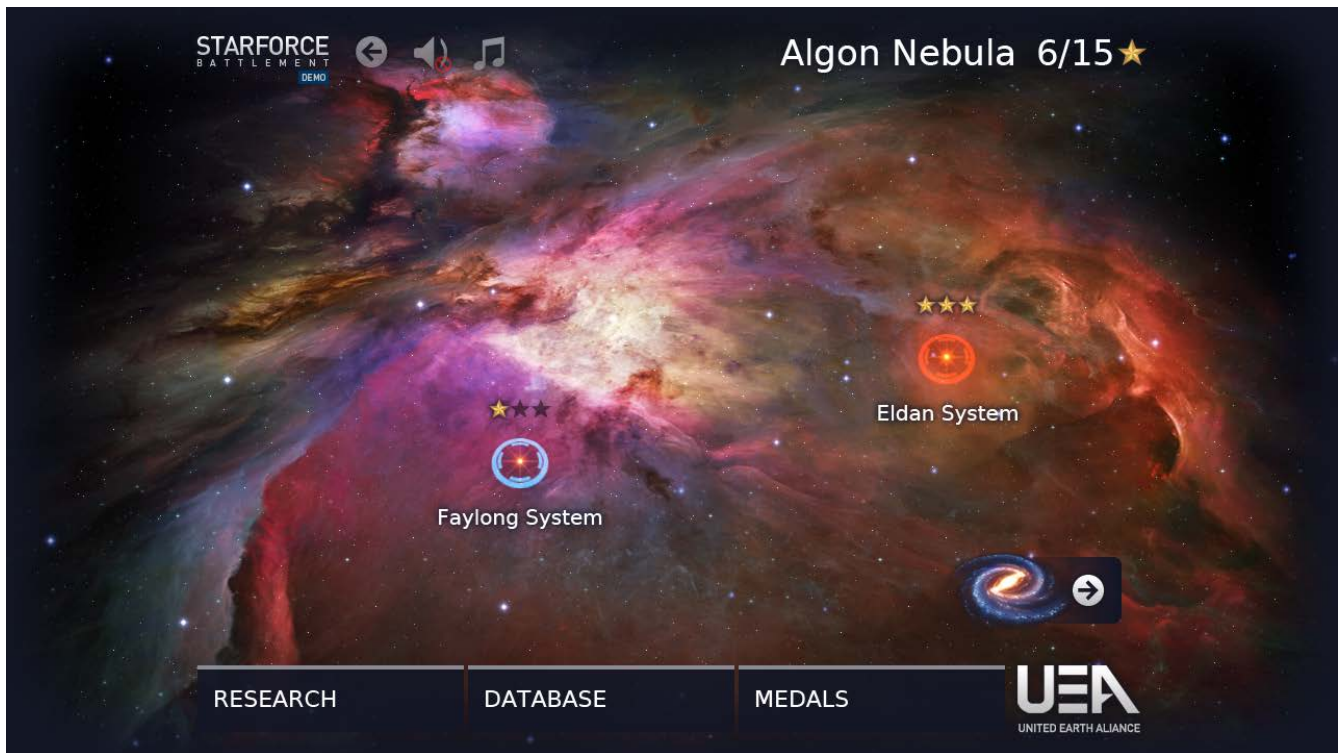 STARFORCE
BATTLEMENT
DEMO
Algon Nebula 6/15
Eldan System
Faylong System
RESEARCH
DATABASE
MEDALS
UEA
UNITED EARTH ALIANCE